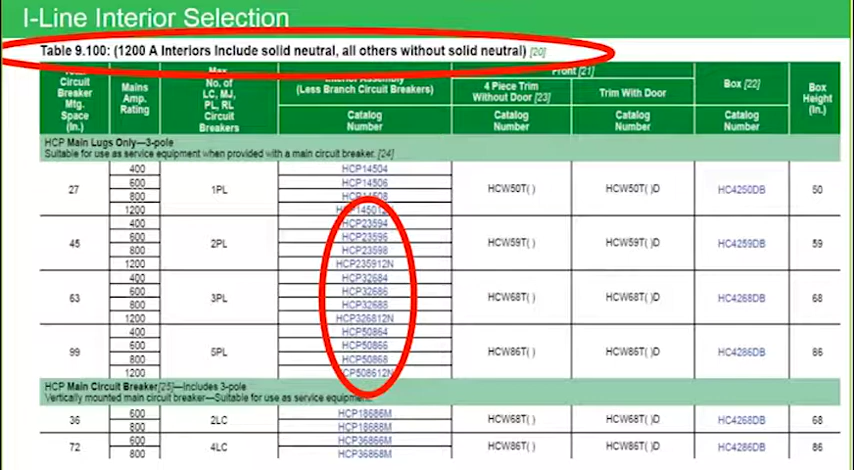 I-Line Interior Selection
Table 9.100: (1200 A Interiors Include solid neutral, all others without solid neutral) [20]
Circuit Breaker Mtg. Space (In.)
Mains Amp. Rating
No. of LC, MJ, PL, RL Circuit Breakers
(Less Branch Circuit Breakers)
Catalog Number
Front [21]
4 Piece Trim Without Door [23]
Catalog Number
Trim With Door
Catalog Number
Box [22]
Catalog Number
Box Height (In.)
HCP Main Lugs Only—3-pole
Suitable for use as service equipment when provided with a main circuit breaker. [24]
27 400 1PL HCP14504 HCW50T( ) HCW50T( )D HC4250DB 50
600 HCP14506
800 HCP14508
1200
45 400 2PL HCP23594 HCW59T( ) HCW59T( )D HC4259DB 59
600 HCP23596
800 HCP23598
1200 HCP235912N
63 400 3PL HCP32684 HCW68T( ) HCW68T( )D HC4268DB 68
600 HCP32686
800 HCP32688
1200 HCP326812N
99 400 5PL HCP50864 HCW86T( ) HCW86T( )D HC4286DB 86
600 HCP50866
800 HCP50868
1200 CP508612N
HCP Main Circuit Breaker[25]—Includes 3-pole
Vertically mounted main circuit breaker—Suitable for use as service equipment.
36 600 2LC HCP18686M HCW68T( ) HCW68T( )D HC4268DB 68
800 HCP18688M
72 600 4LC HCP36866M HCW86T( ) HCW86T( )D HC4286DB 86
800 HCP36868M